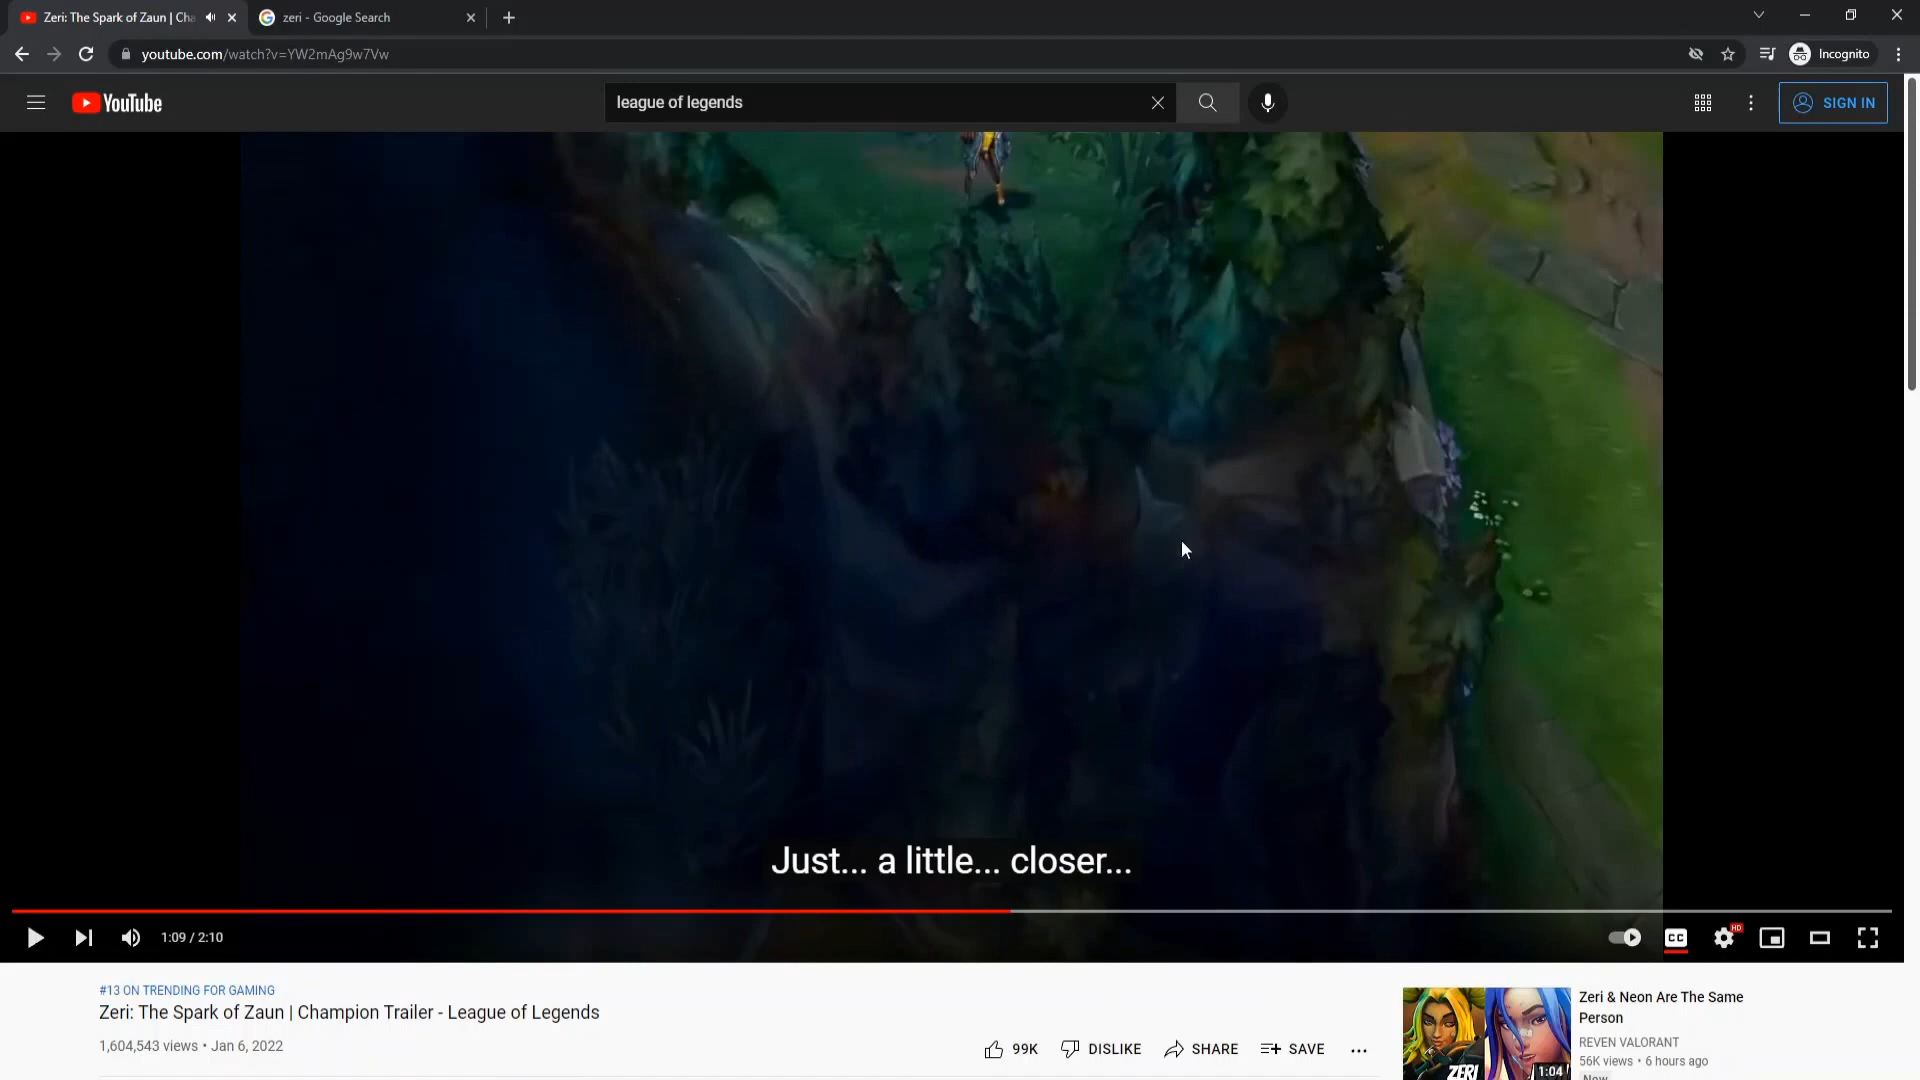 Zeri: The Spark of Zaun | Cha
zeri - Google Search
youtube.com/watch?v=YW2mAg9w7Vw
Incognito
YouTube
league of legends
SIGN IN
Just... a little... closer...
1:09 / 2:10
CC
HD
#13 ON TRENDING FOR GAMING
Zeri: The Spark of Zaun | Champion Trailer - League of Legends
1,604,543 views • Jan 6, 2022
99K
DISLIKE
SHARE
SAVE
ZERI
1:04
Zeri & Neon Are The Same
Person
REVEN VALORANT
56K views • 6 hours ago
New